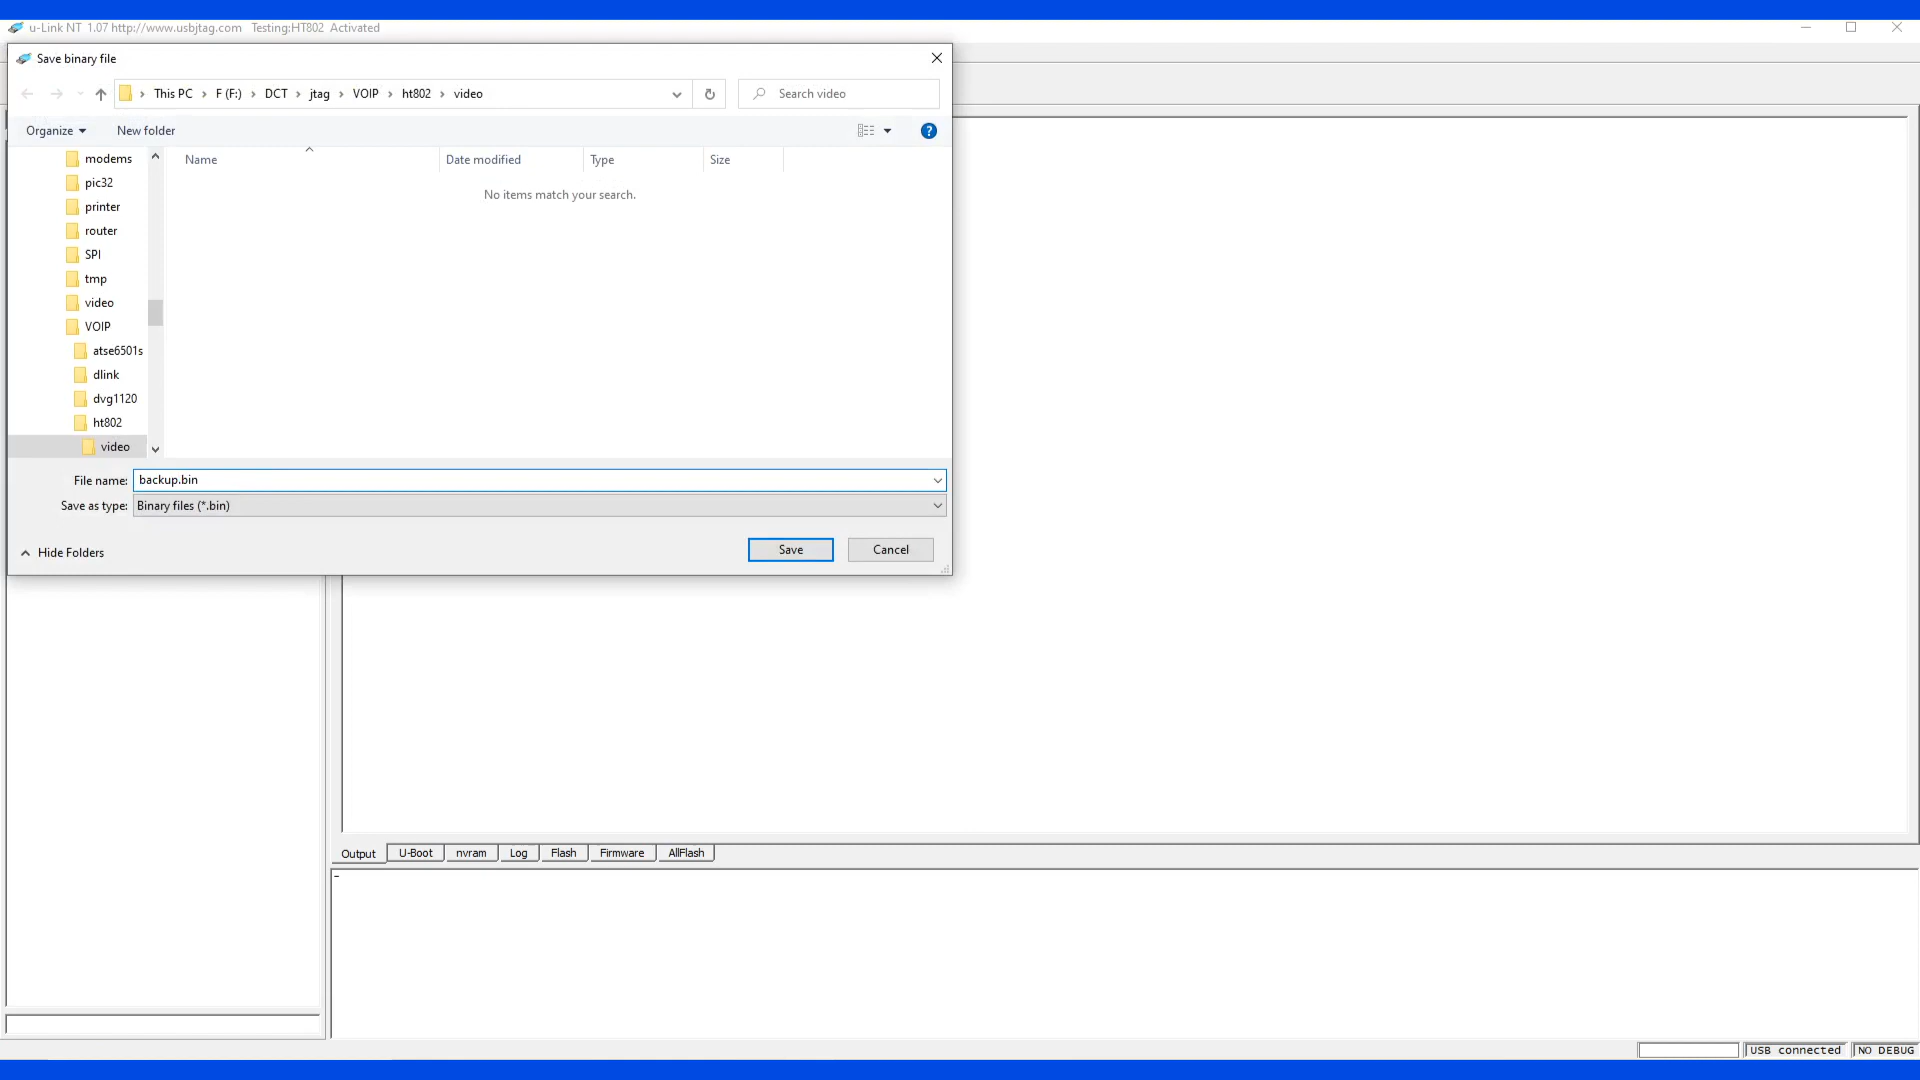 u-Link NT 1.07 http://www.usbjtag.com Testing:HT802 Activated
Save binary file
This PC › F (F:) › DCT › jtag › VOIP › ht802 › video
Search video
Organize
New folder
modems
pic32
printer
router
SPI
tmp
video
VOIP
atse6501s
dlink
dvg1120
ht802
video
Name
Date modified
Type
Size
No items match your search.
File name: backup.bin
Save as type: Binary files (*.bin)
Hide Folders
Save
Cancel
Output
U-Boot
nvram
Log
Flash
Firmware
AllFlash
-
USB connected
NO DEBUG